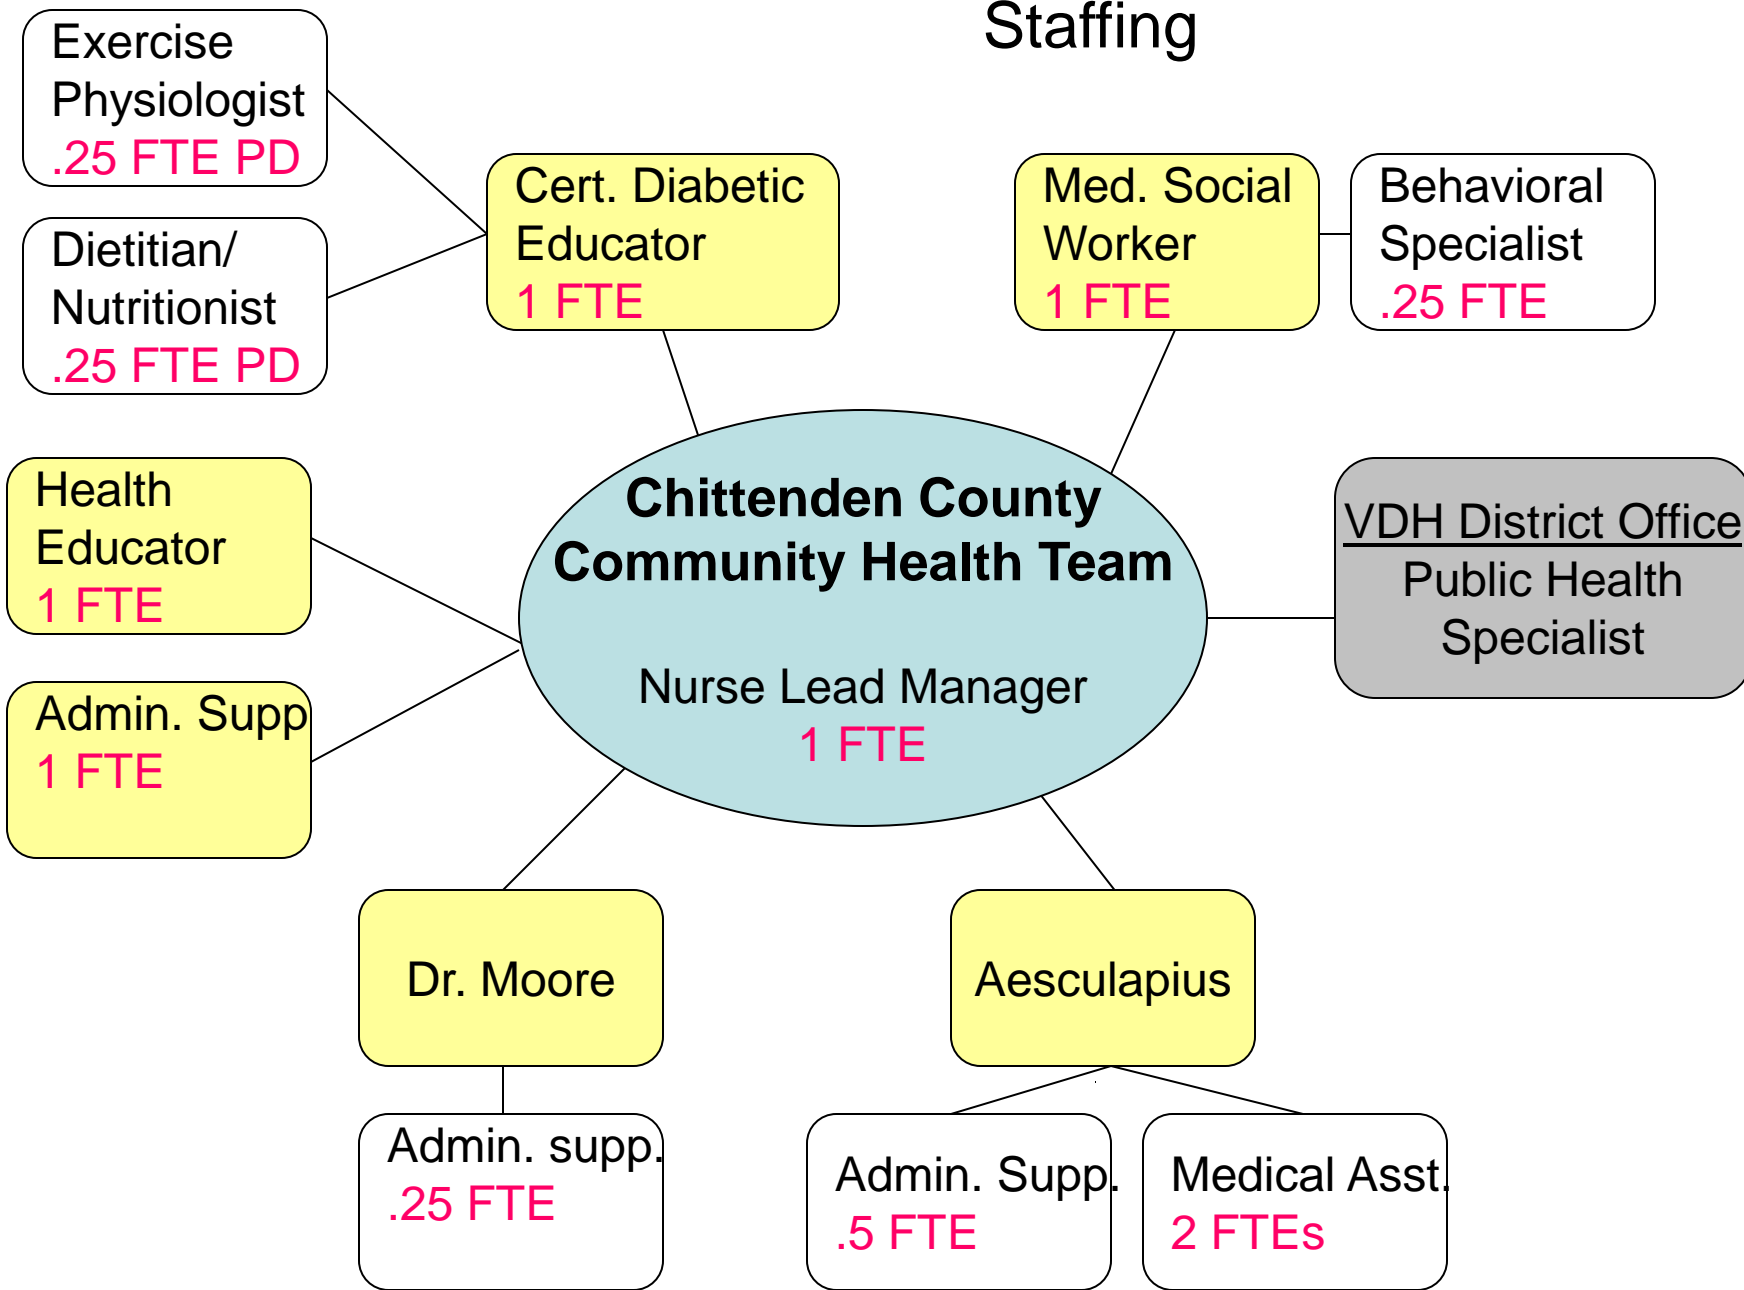 Staffing
Exercise
Physiologist
.25 FTE PD
Dietitian/
Nutritionist
.25 FTE PD
Cert. Diabetic
Educator
1 FTE
Med. Social
Worker
1 FTE
Behavioral
Specialist
.25 FTE
Health
Educator
1 FTE
Admin. Supp
1 FTE
Chittenden County
Community Health Team
Nurse Lead Manager
1 FTE
VDH District Office
Public Health
Specialist
Dr. Moore
Aesculapius
Admin. supp.
.25 FTE
Admin. Supp.
.5 FTE
Medical Asst.
2 FTEs